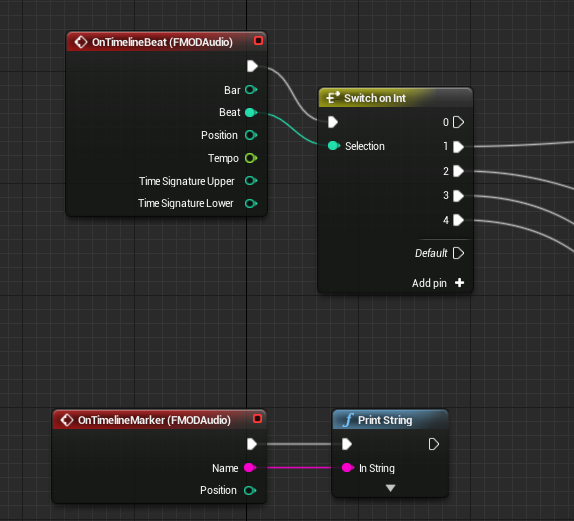 OnTimelineBeat (FMODAudio)
Bar
Beat
Position
Tempo
Time Signature Upper
Time Signature Lower
Switch on Int
0
1
Selection
2
3
4
Default
Add pin
OnTimelineMarker (FMODAudio)
Name
Position
f Print String
In String